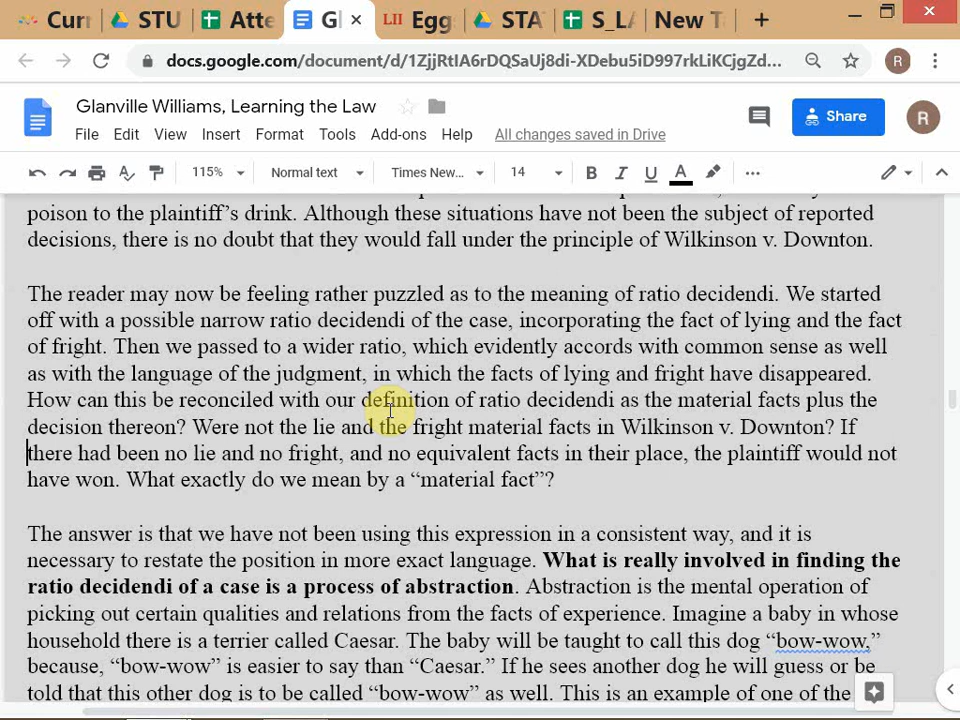 Curr
STU
Atte
Gl
LII Egg
STA
S_LA
New T
docs.google.com/document/d/1ZjjRtIA6rDQSaUj8di-XDebu5iD997rkLiKCjgZd...
R
Glanville Williams, Learning the Law
File Edit View Insert Format Tools Add-ons Help All changes saved in Drive
Share
R
115% Normal text Times New... 14 B I U A
poison to the plaintiff’s drink. Although these situations have not been the subject of reported
decisions, there is no doubt that they would fall under the principle of Wilkinson v. Downton.
The reader may now be feeling rather puzzled as to the meaning of ratio decidendi. We started
off with a possible narrow ratio decidendi of the case, incorporating the fact of lying and the fact
of fright. Then we passed to a wider ratio, which evidently accords with common sense as well
as with the language of the judgment, in which the facts of lying and fright have disappeared.
How can this be reconciled with our definition of ratio decidendi as the material facts plus the
decision thereon? Were not the lie and the fright material facts in Wilkinson v. Downton? If
there had been no lie and no fright, and no equivalent facts in their place, the plaintiff would not
have won. What exactly do we mean by a “material fact”?
The answer is that we have not been using this expression in a consistent way, and it is
necessary to restate the position in more exact language. What is really involved in finding the
ratio decidendi of a case is a process of abstraction. Abstraction is the mental operation of
picking out certain qualities and relations from the facts of experience. Imagine a baby in whose
household there is a terrier called Caesar. The baby will be taught to call this dog “bow-wow,”
because, “bow-wow” is easier to say than “Caesar.” If he sees another dog he will guess or be
told that this other dog is to be called “bow-wow” as well. This is an example of one of the